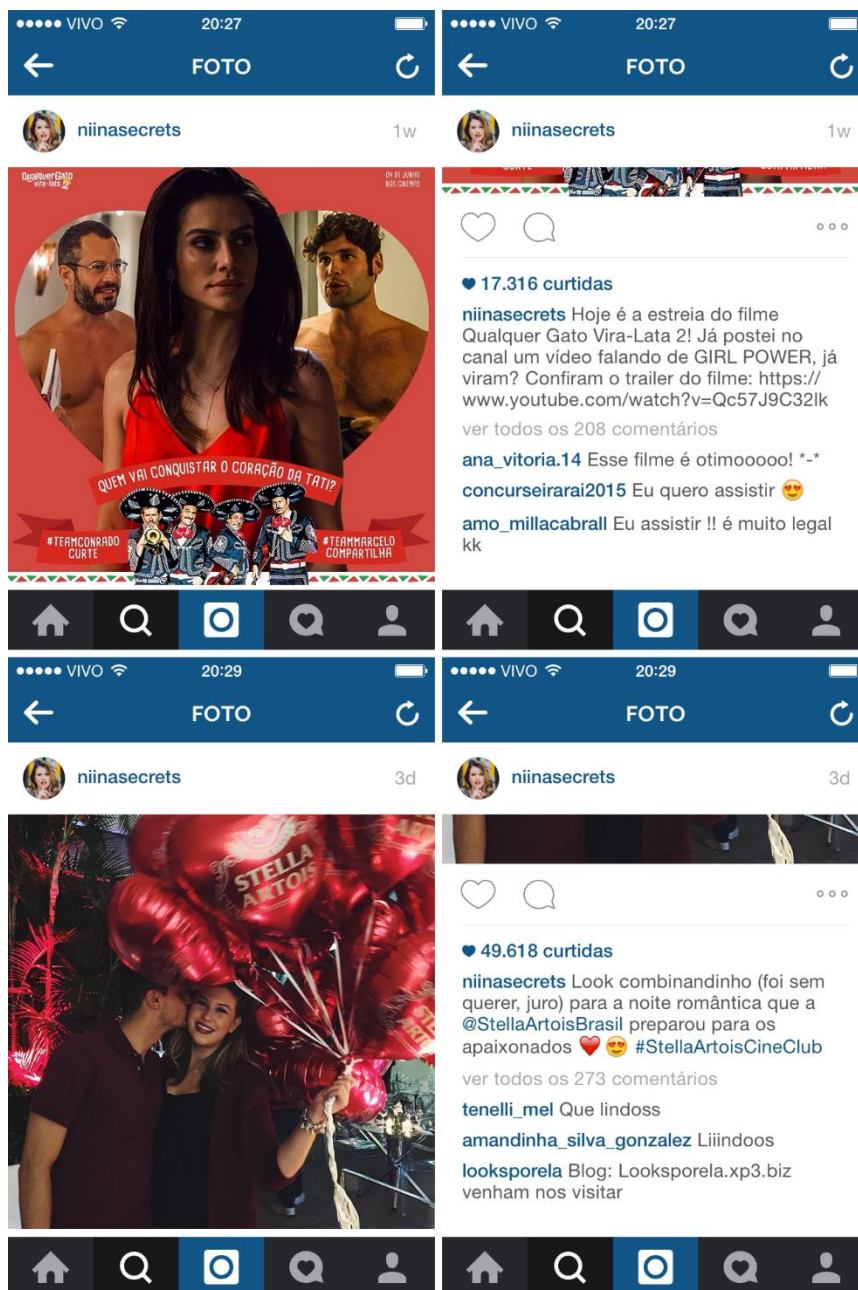 VIVO 20:27
FOTO
niinasecrets 1w
Qualquer Gato
vira-lata 2
04 DE JUNHO
NOS CINEMAS
QUEM VAI CONQUISTAR O CORAÇÃO DA TATI?
#TEAMCONRADO
CURTE
#TEAMMARCELO
COMPARTILHA
VIVO 20:27
FOTO
niinasecrets 1w
CURTE COMPARTILHA
17.316 curtidas
niinasecrets Hoje é a estreia do filme
Qualquer Gato Vira-Lata 2! Já postei no
canal um vídeo falando de GIRL POWER, já
viram? Confiram o trailer do filme: https://
www.youtube.com/watch?v=Qc57J9C32lk
ver todos os 208 comentários
ana_vitoria.14 Esse filme é otimooooo! *-*
concurseirarai2015 Eu quero assistir 😍
amo_millacabrall Eu assistir !! é muito legal
kk
VIVO 20:29
FOTO
niinasecrets 3d
STELLA
ARTOIS
STELLA
ARTOIS
VIVO 20:29
FOTO
niinasecrets 3d
49.618 curtidas
niinasecrets Look combinandinho (foi sem
querer, juro) para a noite romântica que a
@StellaArtoisBrasil preparou para os
apaixonados ❤️😍 #StellaArtoisCineClub
ver todos os 273 comentários
tenelli_mel Que lindoss
amandinha_silva_gonzalez Liiindoos
looksporela Blog: Looksporela.xp3.biz
venham nos visitar